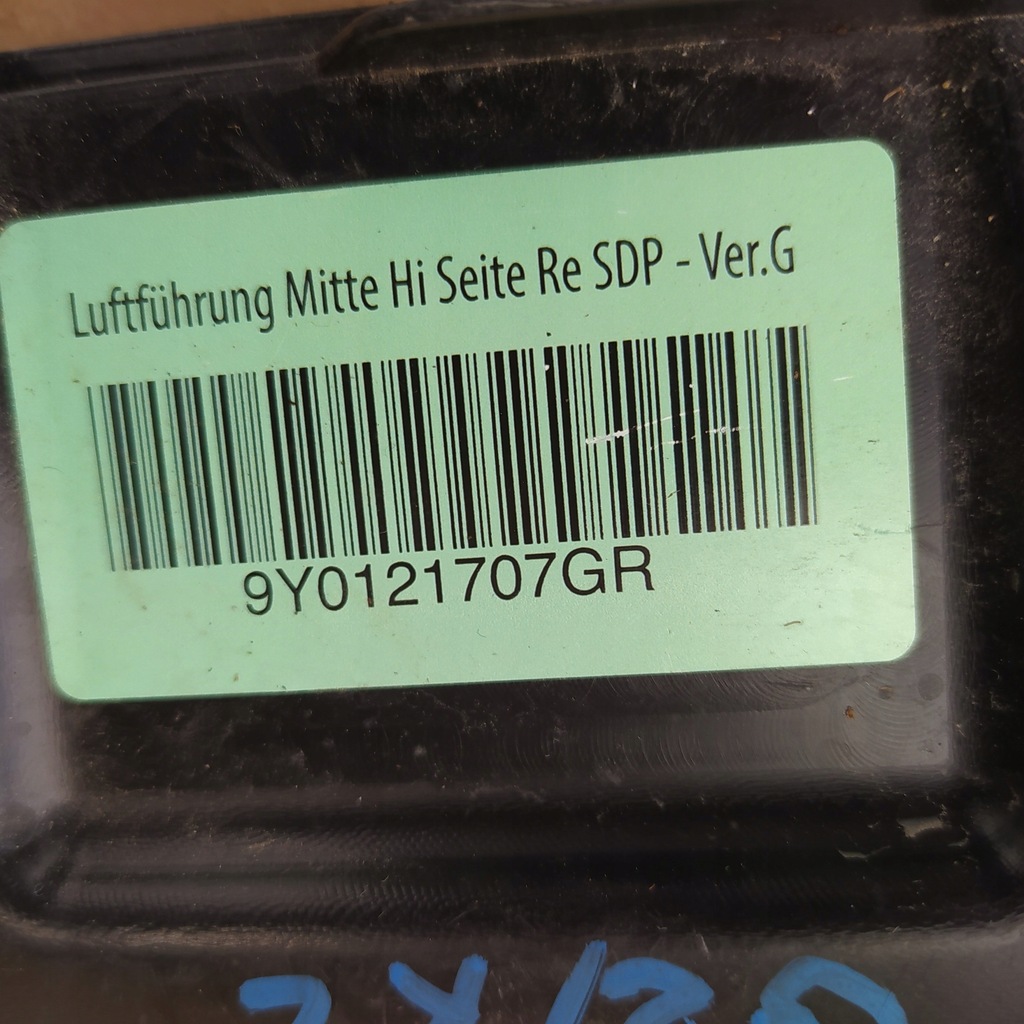 Luftführung Mitte Hi Seite Re SDP - Ver.G
9Y0121707GR